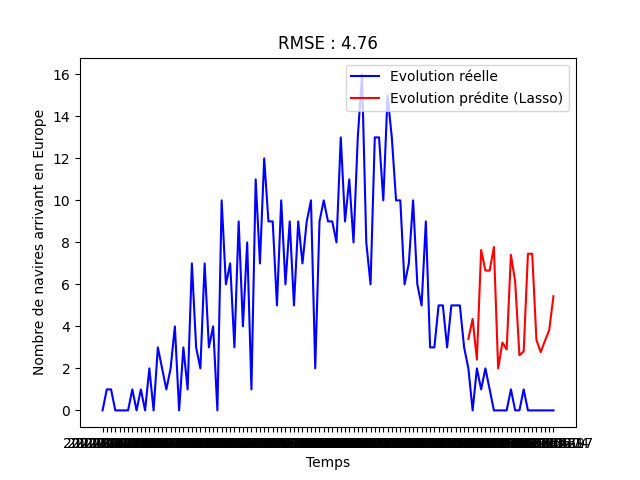 RMSE : 4.76
Evolution réelle
Evolution prédite (Lasso)
Nombre de navires arrivant en Europe
16
14
12
10
8
6
4
2
0
Temps